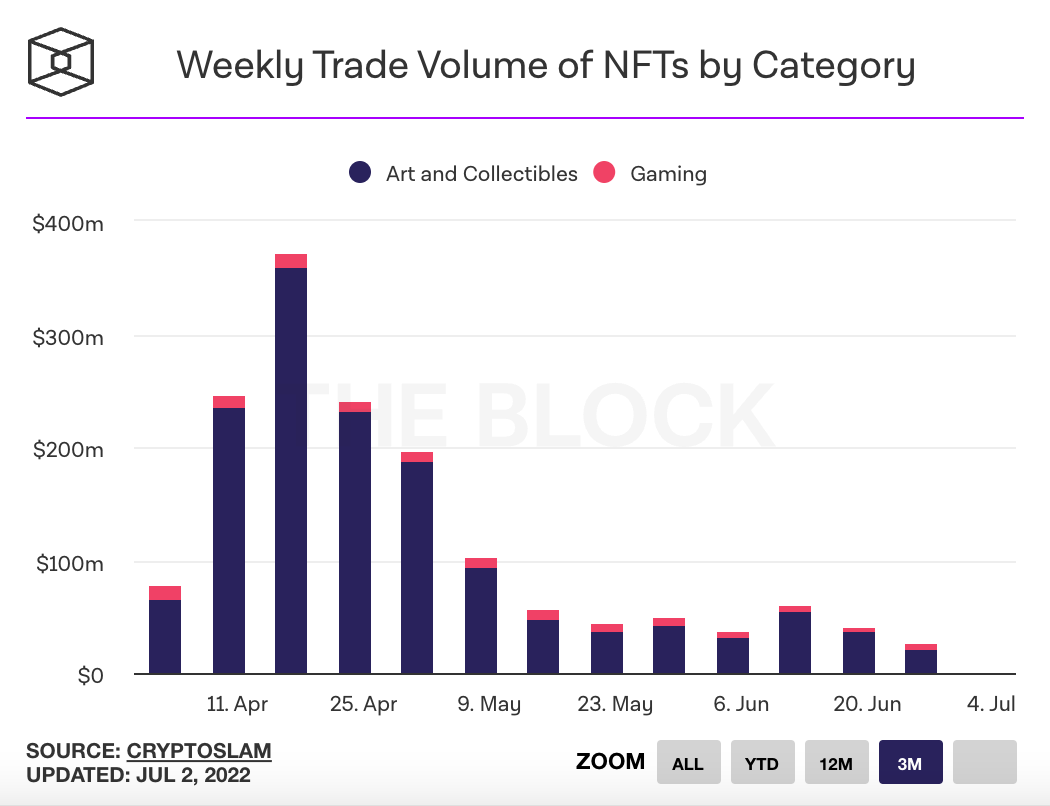 Weekly Trade Volume of NFTs by Category
Art and Collectibles Gaming
$400m
$300m
$200m
$100m
$0
THE BLOCK
11. Apr 25. Apr 9. May 23. May 6. Jun 20. Jun 4. Jul
SOURCE: CRYPTOSLAM
UPDATED: JUL 2, 2022
ZOOM ALL YTD 12M 3M